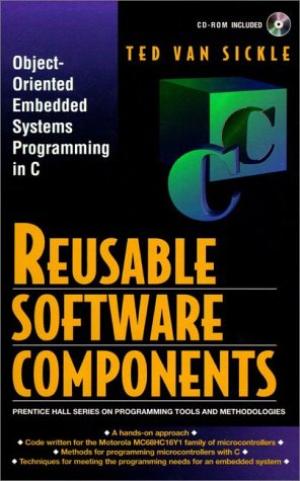 CD-ROM INCLUDED
TED VAN SICKLE
Object-
Oriented
Embedded
Systems
Programming
in C
C
C
REUSABLE
SOFTWARE
COMPONENTS
PRENTICE HALL SERIES ON PROGRAMMING TOOLS AND METHODOLOGIES
◆ A hands-on approach ◆
◆ Code written for the Motorola MC68HC16Y1 family of microcontrollers ◆
◆ Methods for programming microcontrollers with C ◆
◆ Techniques for meeting the programming needs for an embedded system ◆